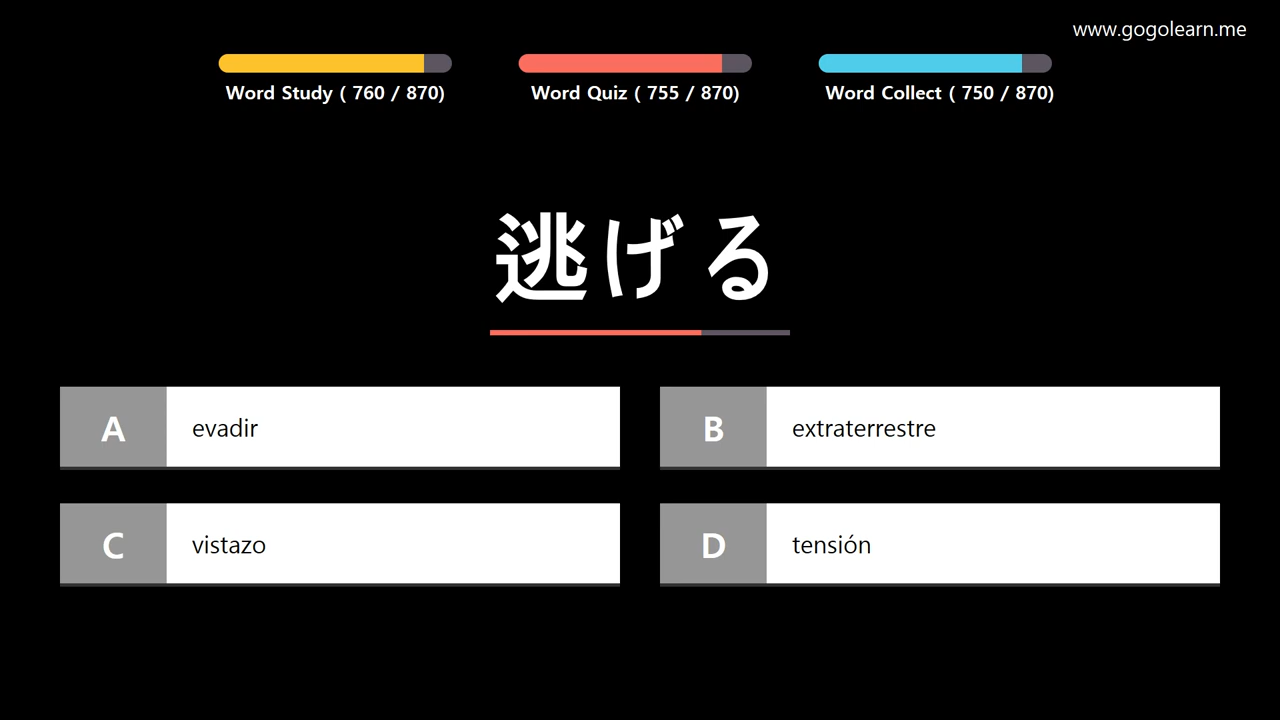 www.gogolearn.me
Word Study ( 760 / 870)
Word Quiz ( 755 / 870)
Word Collect ( 750 / 870)
逃げる
A evadir
B extraterrestre
C vistazo
D tensión